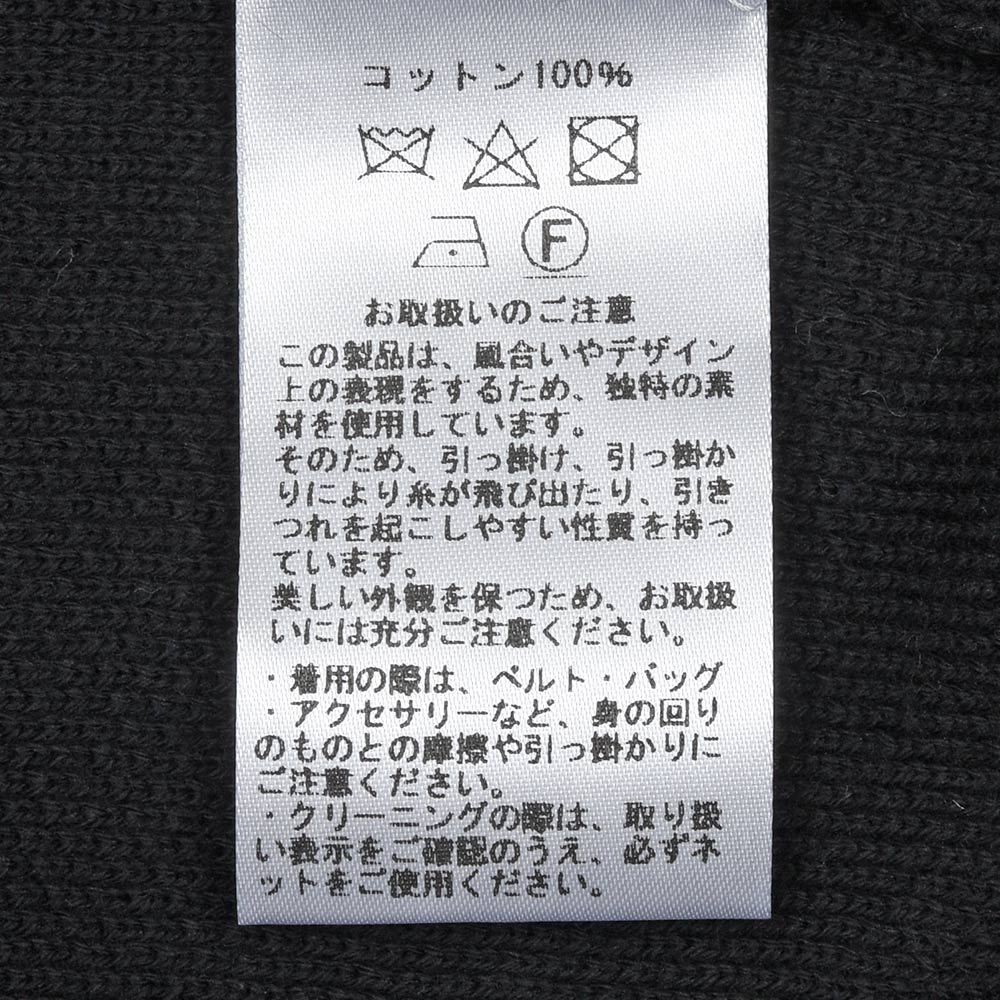 コットン100%
F
お取扱いのご注意
この製品は、風合いやデザイン
上の表現をするため、独特の素
材を使用しています。
そのため、引っ掛け、引っ掛か
りにより糸が飛び出たり、引き
つれを起こしやすい性質を持っ
ています。
美しい外観を保つため、お取扱
いには充分ご注意ください。
・着用の際は、ベルト・バッグ
・アクセサリーなど、身の回り
のものとの摩擦や引っ掛かりに
ご注意ください。
・クリーニングの際は、取り扱
い表示をご確認のうえ、必ずネ
ットをご使用ください。